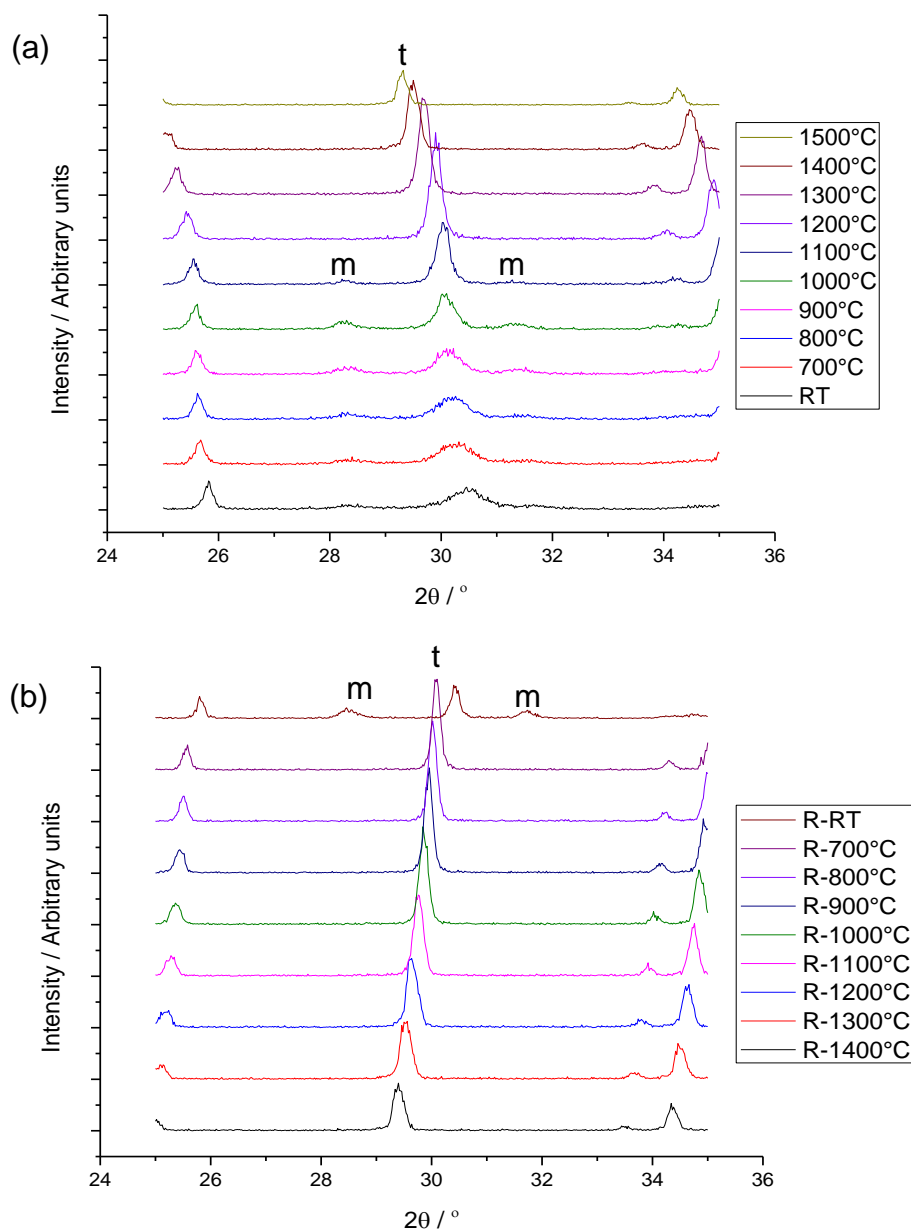 (a)
t
m
m
Intensity / Arbitrary units
1500°C
1400°C
1300°C
1200°C
1100°C
1000°C
900°C
800°C
700°C
RT
24
26
28
30
32
34
36
2θ / °
(b)
t
m
m
Intensity / Arbitrary units
R-RT
R-700°C
R-800°C
R-900°C
R-1000°C
R-1100°C
R-1200°C
R-1300°C
R-1400°C
24
26
28
30
32
34
36
2θ / °